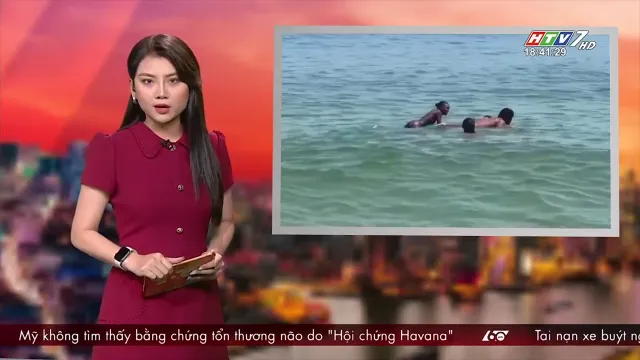 HTV7 HD
18:41:29
Mỹ không tìm thấy bằng chứng tổn thương não do "Hội chứng Havana" 60 Tai nạn xe buýt n